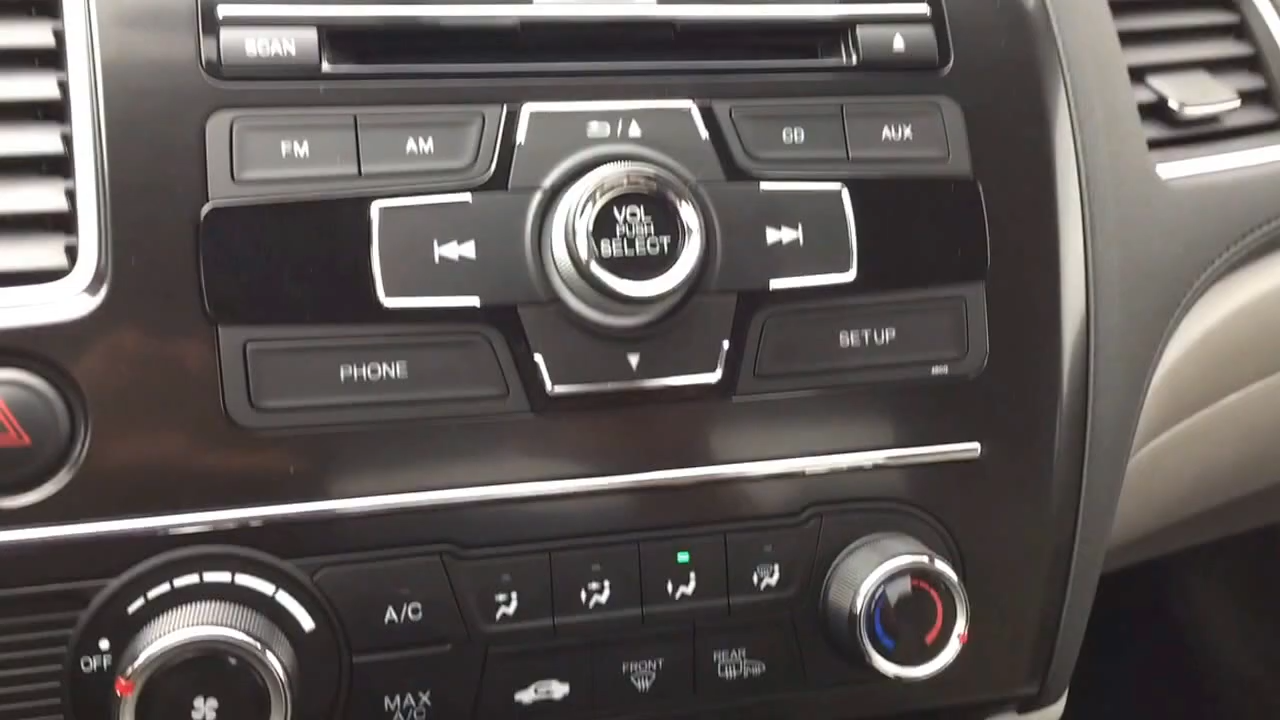 SCAN
FM
AM
CD
AUX
VOL
PUSH
SELECT
PHONE
SETUP
OFF
A/C
MAX
A/C
FRONT
REAR